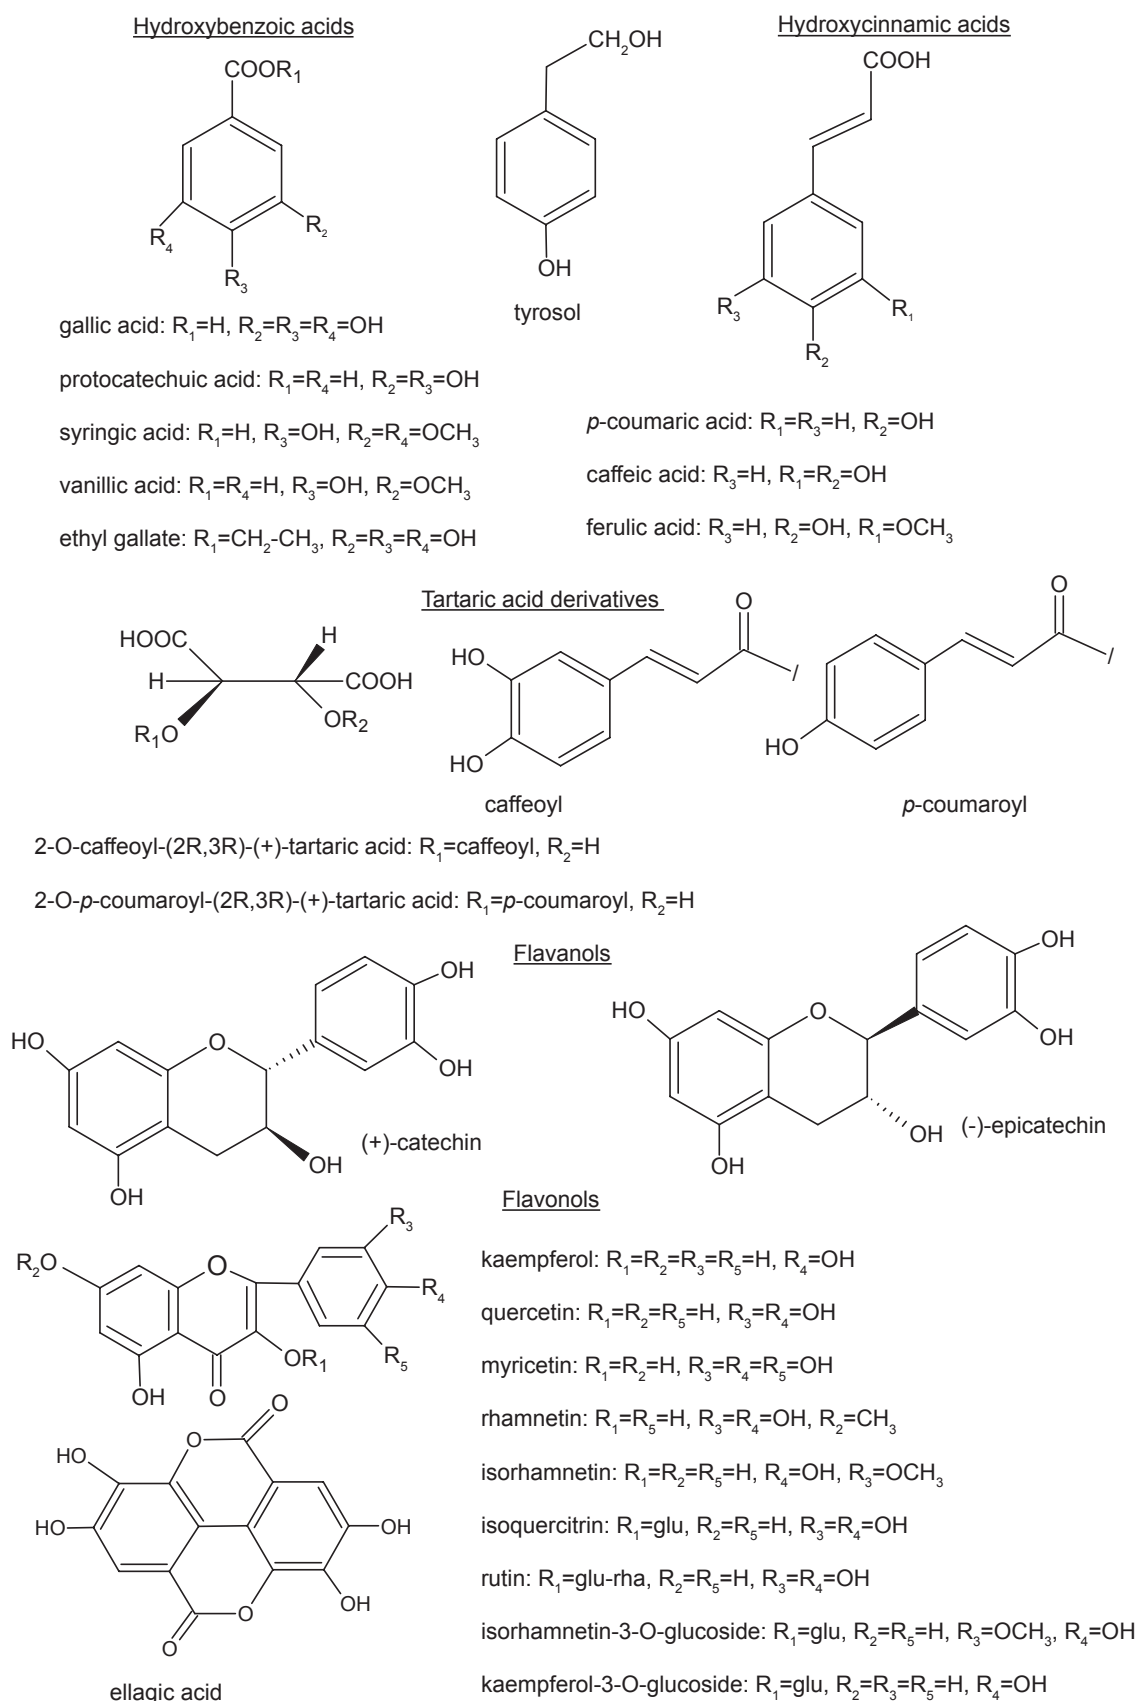 Hydroxybenzoic acids
COOR₁
R₄
R₂
R₃
gallic acid: R₁=H, R₂=R₃=R₄=OH
protocatechuic acid: R₁=R₄=H, R₂=R₃=OH
syringic acid: R₁=H, R₃=OH, R₂=R₄=OCH₃
vanillic acid: R₁=R₄=H, R₃=OH, R₂=OCH₃
ethyl gallate: R₁=CH₂-CH₃, R₂=R₃=R₄=OH
CH₂OH
OH
tyrosol
Hydroxycinnamic acids
COOH
R₃
R₁
R₂
p-coumaric acid: R₁=R₃=H, R₂=OH
caffeic acid: R₃=H, R₁=R₂=OH
ferulic acid: R₃=H, R₂=OH, R₁=OCH₃
Tartaric acid derivatives
HOOC
H
H
COOH
R₁O
OR₂
O
HO
HO
caffeoyl
O
HO
p-coumaroyl
2-O-caffeoyl-(2R,3R)-(+)-tartaric acid: R₁=caffeoyl, R₂=H
2-O-p-coumaroyl-(2R,3R)-(+)-tartaric acid: R₁=p-coumaroyl, R₂=H
Flavanols
OH
HO
O
OH
OH
OH
(+)-catechin
OH
HO
O
OH
OH
OH
(-)-epicatechin
Flavonols
R₃
R₂O
O
R₄
OR₁
R₅
OH
O
kaempferol: R₁=R₂=R₃=R₅=H, R₄=OH
quercetin: R₁=R₂=R₅=H, R₃=R₄=OH
myricetin: R₁=R₂=H, R₃=R₄=R₅=OH
rhamnetin: R₁=R₅=H, R₃=R₄=OH, R₂=CH₃
isorhamnetin: R₁=R₂=R₅=H, R₄=OH, R₃=OCH₃
isoquercitrin: R₁=glu, R₂=R₅=H, R₃=R₄=OH
rutin: R₁=glu-rha, R₂=R₅=H, R₃=R₄=OH
isorhamnetin-3-O-glucoside: R₁=glu, R₂=R₅=H, R₃=OCH₃, R₄=OH
kaempferol-3-O-glucoside: R₁=glu, R₂=R₃=R₅=H, R₄=OH
O
O
HO
HO
OH
OH
O
O
ellagic acid